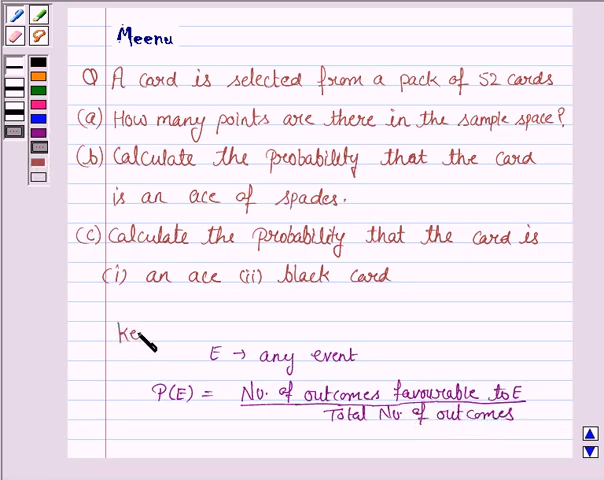 Meenu
Q A card is selected from a pack of 52 cards
(a) How many points are there in the sample space?
(b) Calculate the probability that the card
is an ace of spades.
(c) Calculate the probability that the card is
(i) an ace (ii) black card
Ke
E → any event
P(E) = No. of outcomes favourable to E
Total No. of outcomes